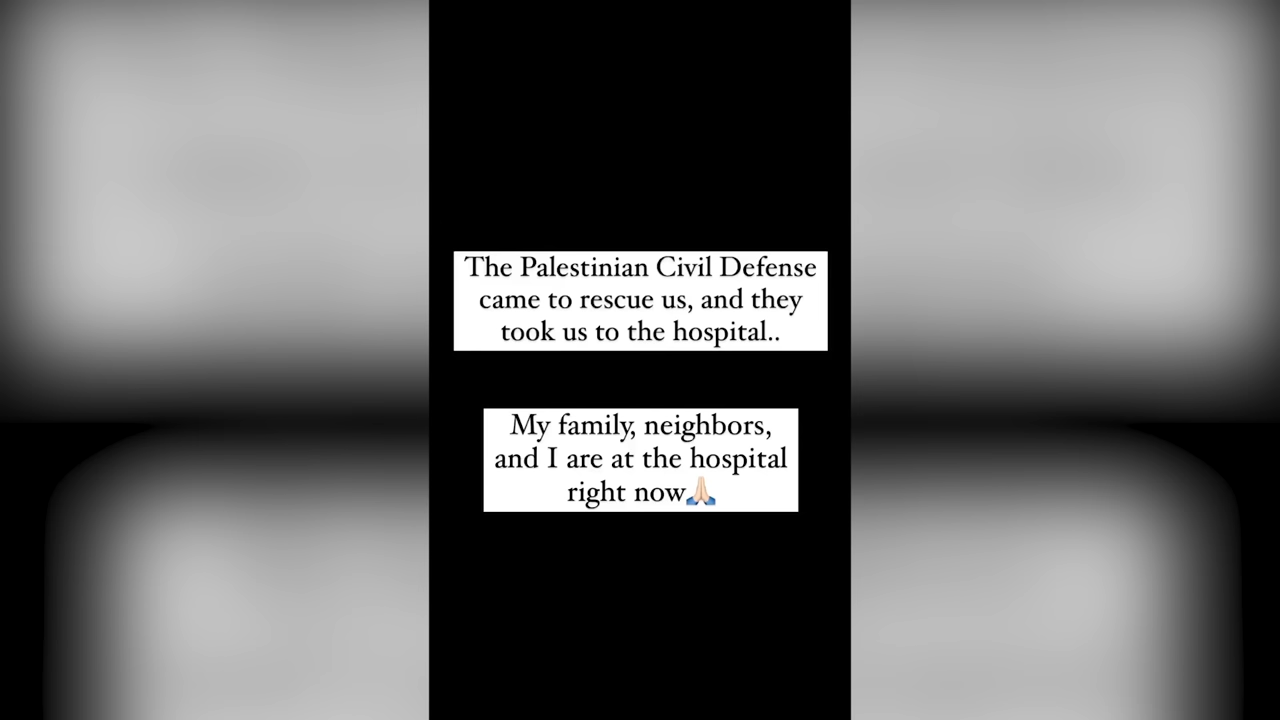 The Palestinian Civil Defense
came to rescue us, and they
took us to the hospital..
My family, neighbors,
and I are at the hospital
right now🙏🏻